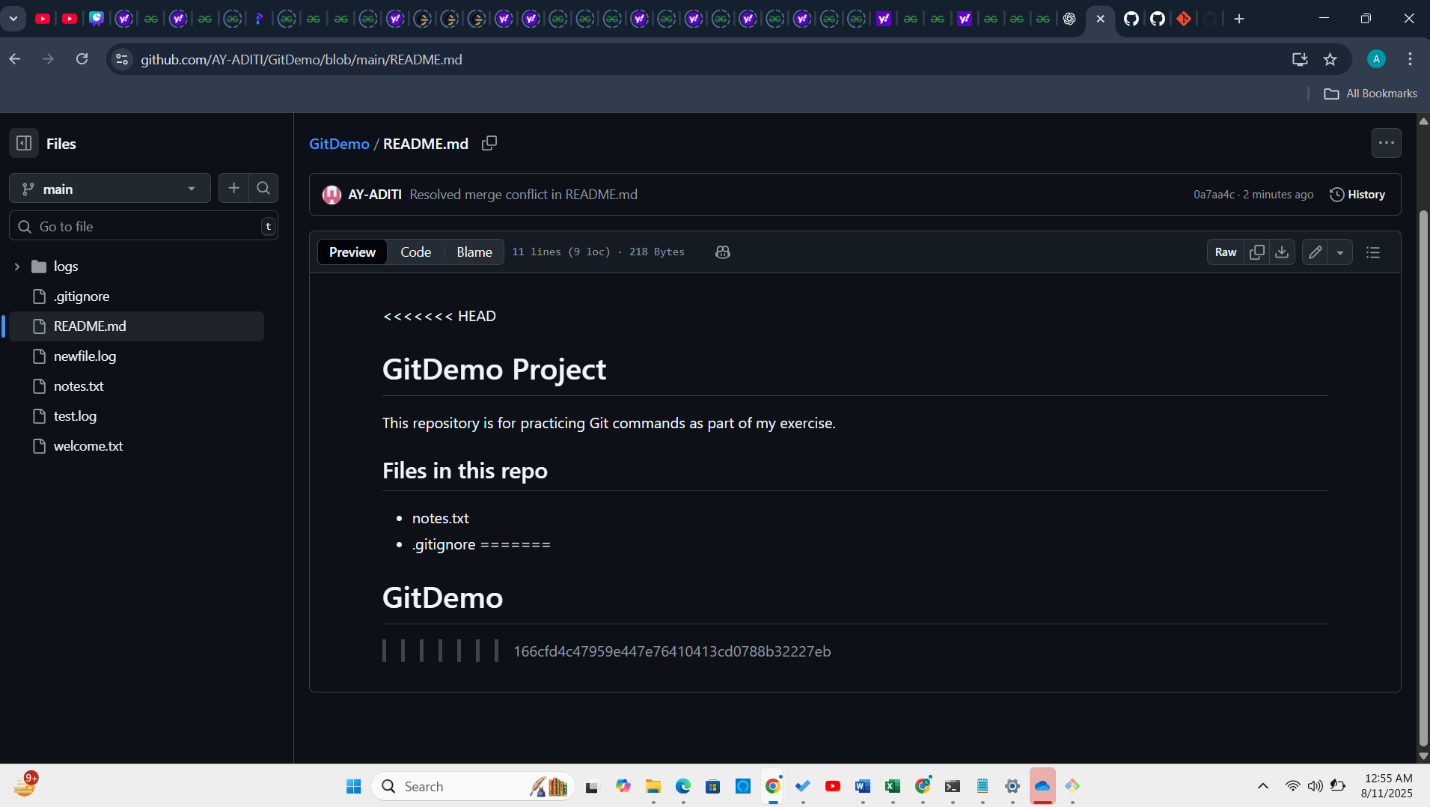 github.com/AY-ADITI/GitDemo/blob/main/README.md
A
All Bookmarks
Files
GitDemo / README.md
main
AY-ADITI Resolved merge conflict in README.md
0a7aa4c · 2 minutes ago
History
Go to file
t
Preview
Code
Blame
11 lines (9 loc) · 218 Bytes
Raw
logs
.gitignore
README.md
newfile.log
notes.txt
test.log
welcome.txt
<<<<<<< HEAD
GitDemo Project
This repository is for practicing Git commands as part of my exercise.
Files in this repo
• notes.txt
• .gitignore =======
GitDemo
166cfd4c47959e447e76410413cd0788b32227eb
9+
Search
12:55 AM
8/11/2025